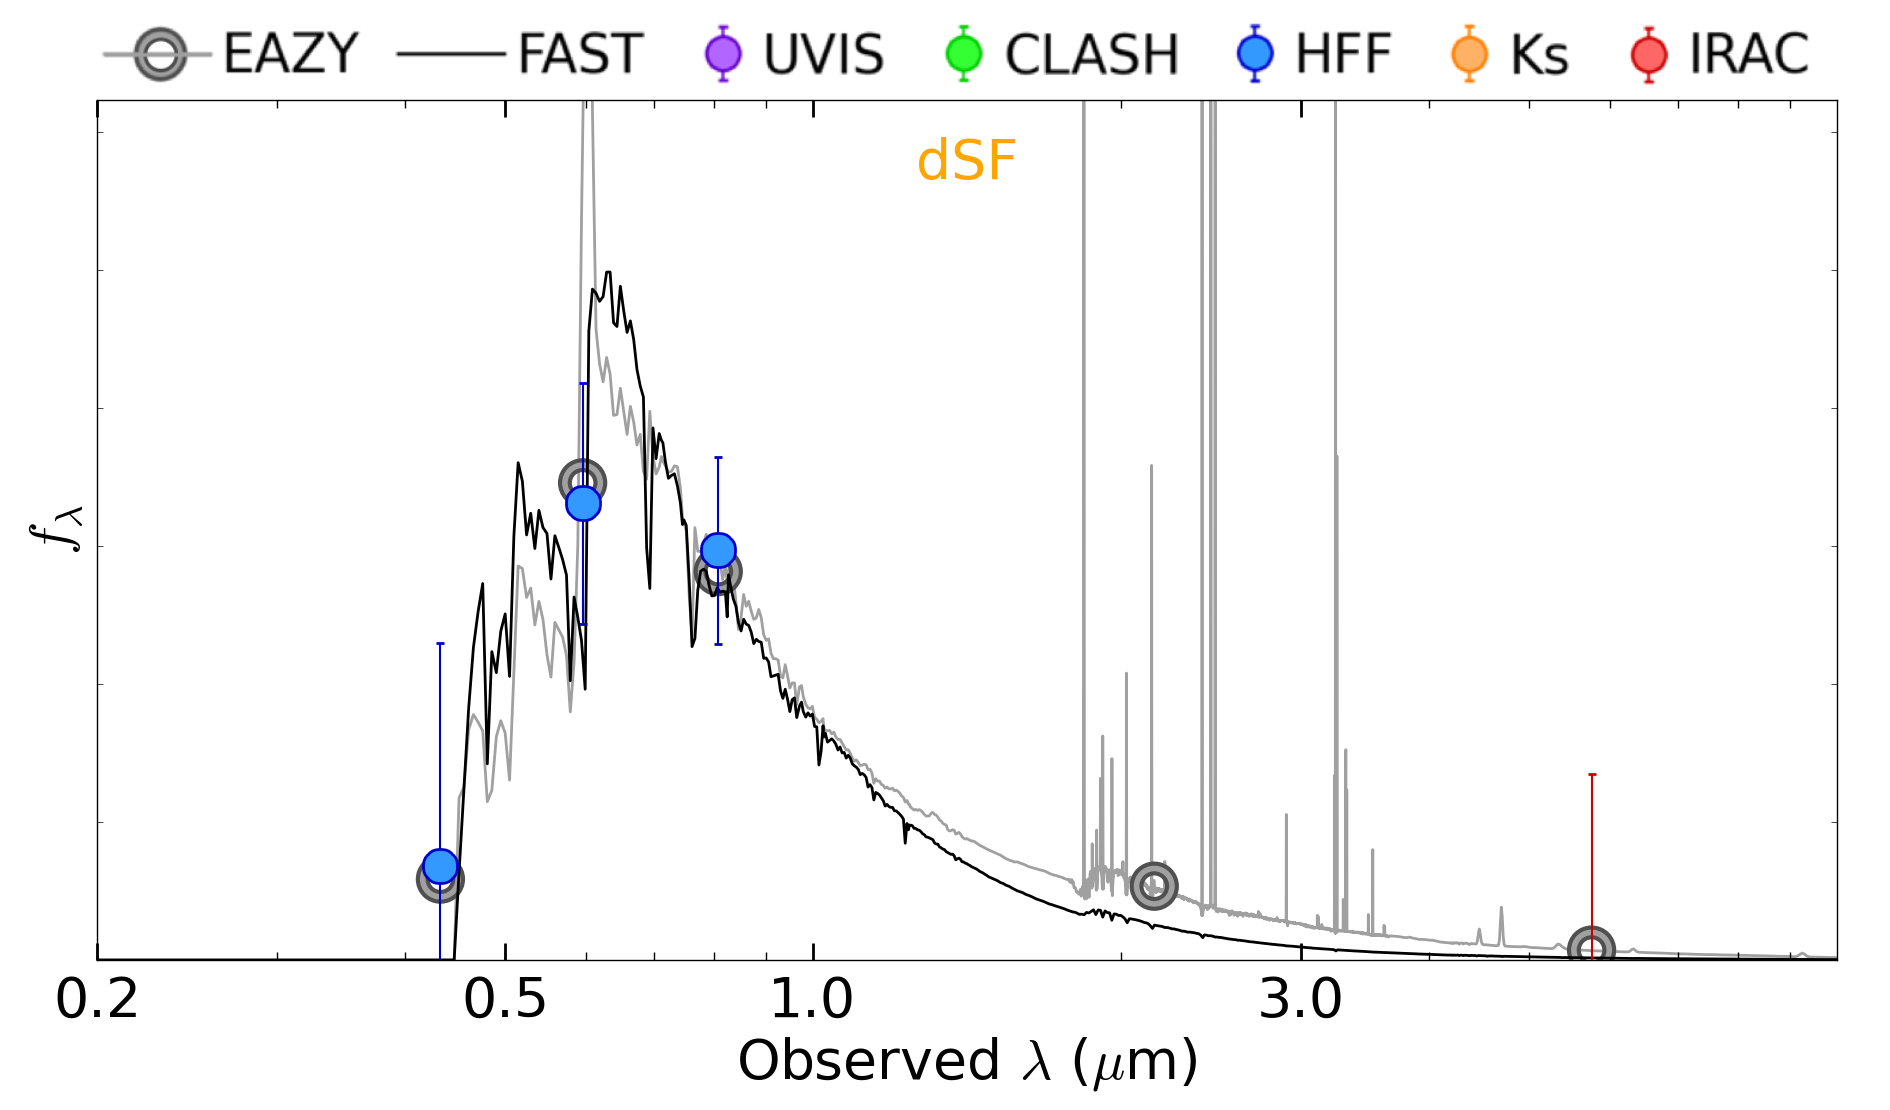 EAZY FAST UVIS CLASH HFF Ks IRAC
dSF
fλ
0.2 0.5 1.0 3.0
Observed λ (μm)